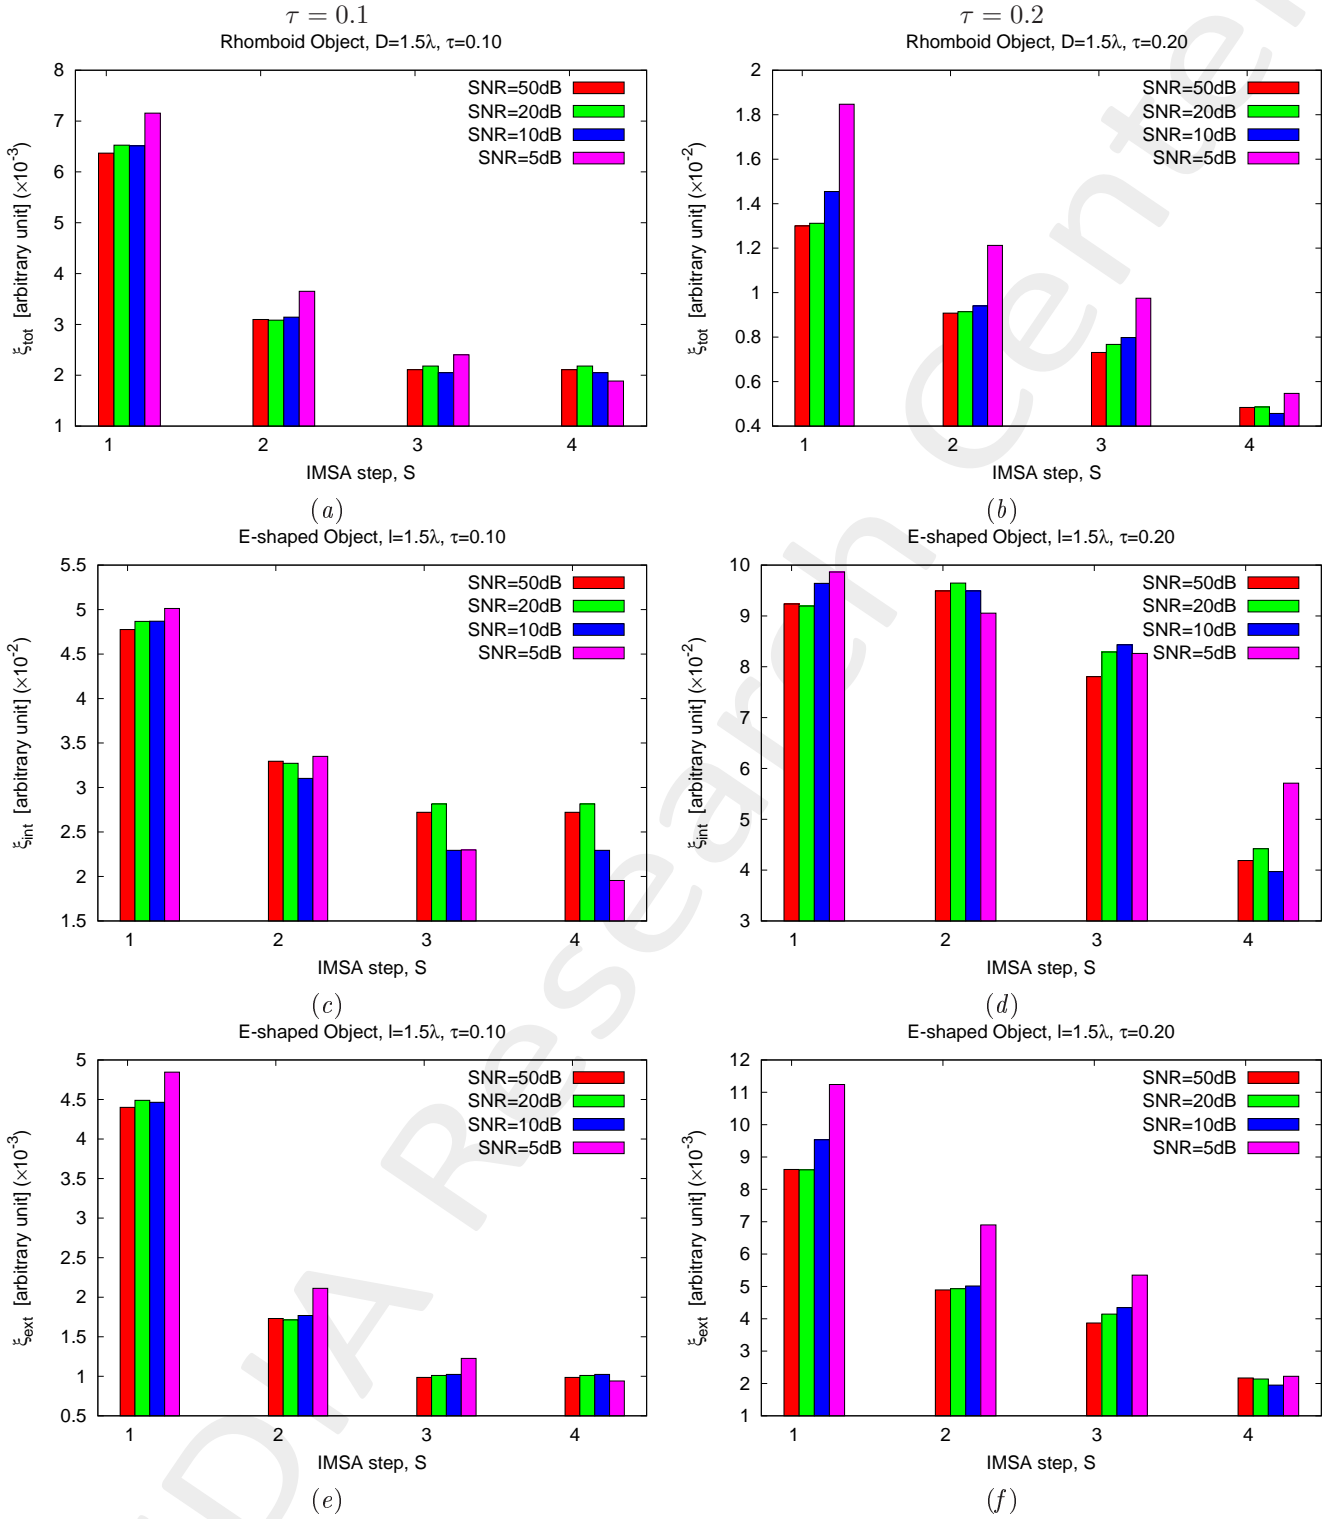 τ = 0.1
τ = 0.2
Rhomboid Object, D=1.5λ, τ=0.10
ξtot [arbitrary unit] (×10-3)
8
7
6
5
4
3
2
1
SNR=50dB
SNR=20dB
SNR=10dB
SNR=5dB
1 2 3 4
IMSA step, S
(a)
Rhomboid Object, D=1.5λ, τ=0.20
ξtot [arbitrary unit] (×10-2)
2
1.8
1.6
1.4
1.2
1
0.8
0.6
0.4
SNR=50dB
SNR=20dB
SNR=10dB
SNR=5dB
1 2 3 4
IMSA step, S
(b)
E-shaped Object, l=1.5λ, τ=0.10
ξint [arbitrary unit] (×10-2)
5.5
5
4.5
4
3.5
3
2.5
2
1.5
SNR=50dB
SNR=20dB
SNR=10dB
SNR=5dB
1 2 3 4
IMSA step, S
(c)
E-shaped Object, l=1.5λ, τ=0.20
ξint [arbitrary unit] (×10-2)
10
9
8
7
6
5
4
3
SNR=50dB
SNR=20dB
SNR=10dB
SNR=5dB
1 2 3 4
IMSA step, S
(d)
E-shaped Object, l=1.5λ, τ=0.10
ξext [arbitrary unit] (×10-3)
5
4.5
4
3.5
3
2.5
2
1.5
1
0.5
SNR=50dB
SNR=20dB
SNR=10dB
SNR=5dB
1 2 3 4
IMSA step, S
(e)
E-shaped Object, l=1.5λ, τ=0.20
ξext [arbitrary unit] (×10-3)
12
11
10
9
8
7
6
5
4
3
2
1
SNR=50dB
SNR=20dB
SNR=10dB
SNR=5dB
1 2 3 4
IMSA step, S
(f)
DIA Research Center